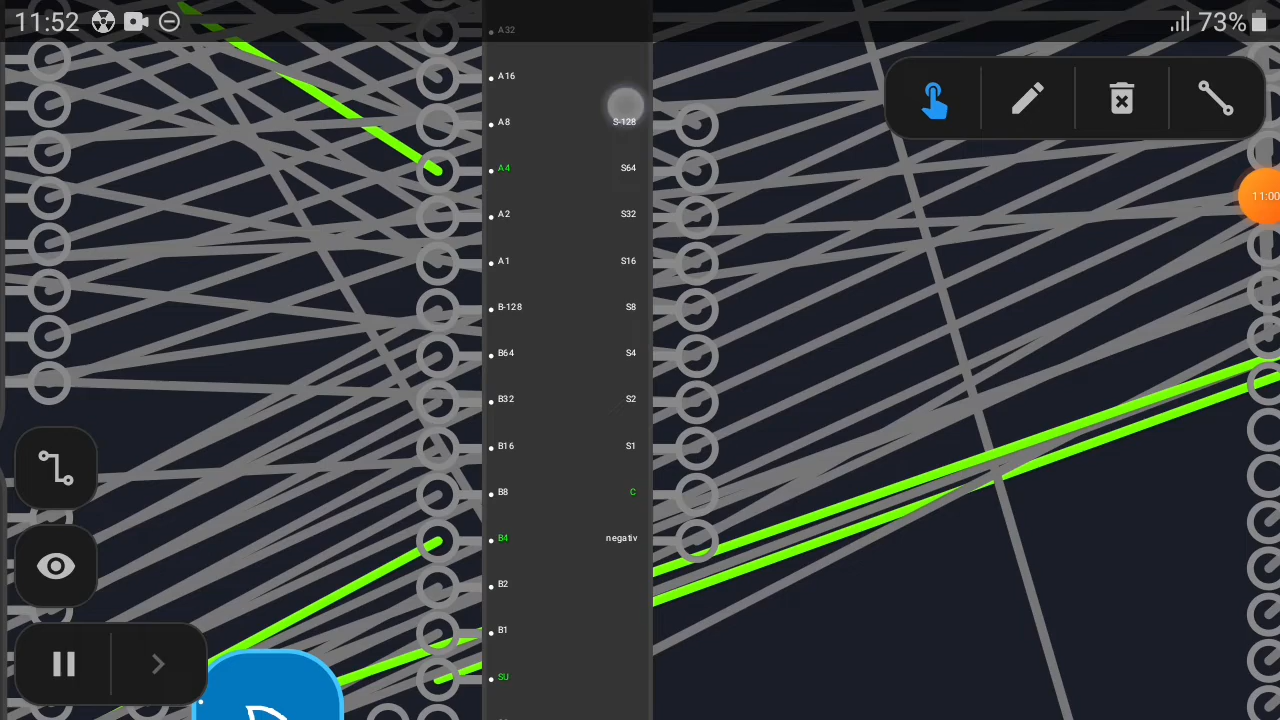 11:52
73%
A32
A16
A8
S-128
A4
S64
11:00
A2
S32
A1
S16
B-128
S8
B64
S4
B32
S2
B16
S1
B8
C
B4
negativ
B2
B1
SU